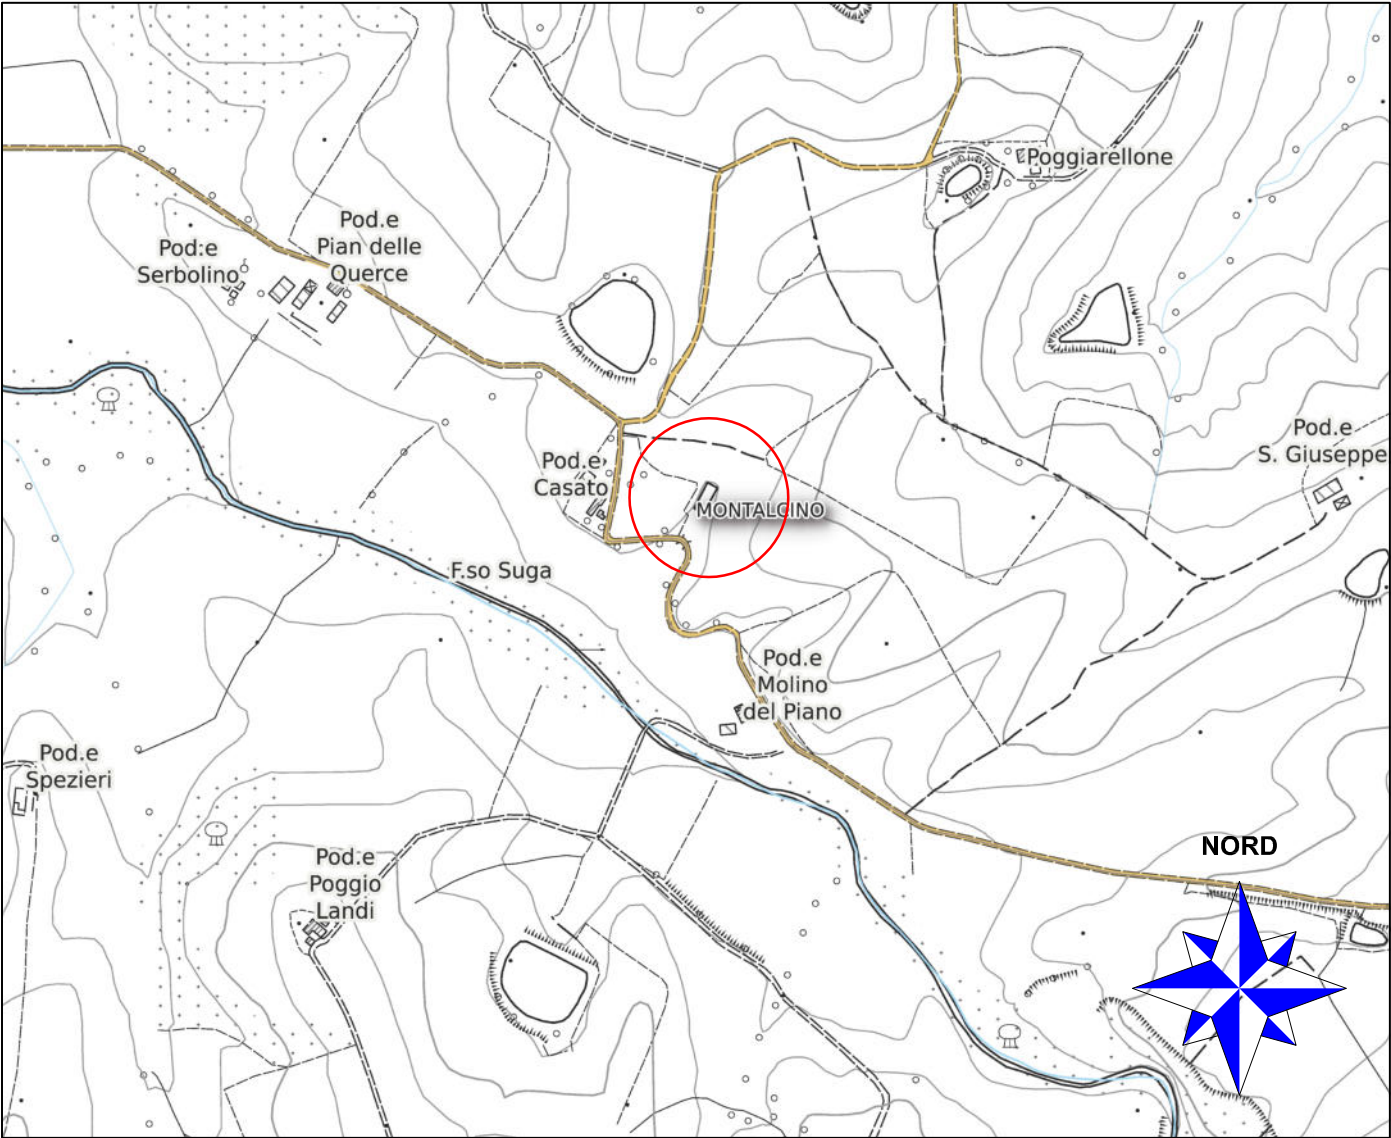 Poggiarellone
Pod.e
Pian delle
Querce
Pod.e
Serbolino
Pod.e
S. Giuseppe
Pod.e
Casato
MONTALCINO
F.so Suga
Pod.e
Molino
del Piano
Pod.e
Spezieri
NORD
Pod.e
Poggio
Landi